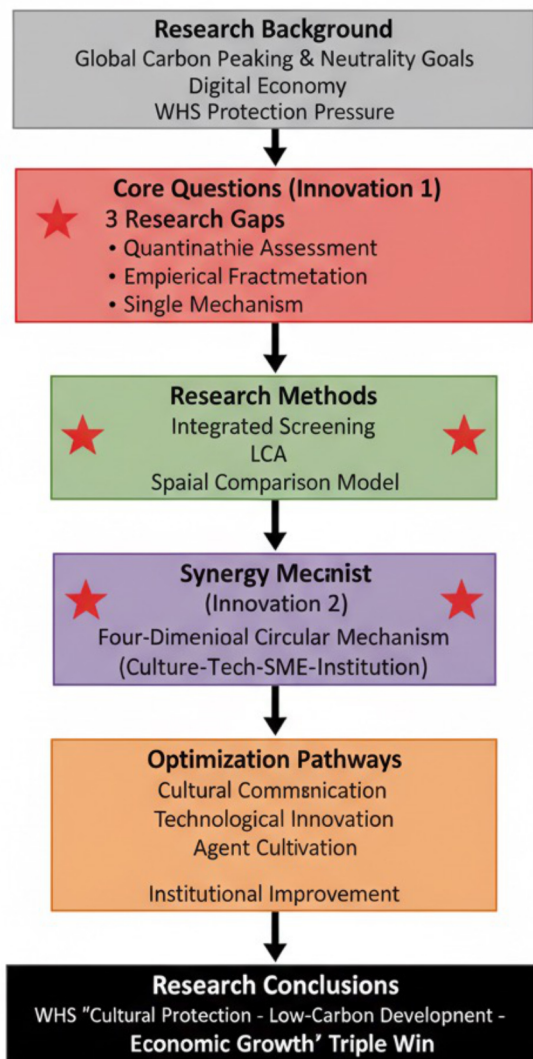 Research Background
Global Carbon Peaking & Neutrality Goals
Digital Economy
WHS Protection Pressure
Core Questions (Innovation 1)
3 Research Gaps
• Quantinathie Assessment
• Empierical Fractmetation
• Single Mechanism
Research Methods
Integrated Screening
LCA
Spaial Comparison Model
Synergy
(Innovation 2)
Four-Dimenioal Circular Mechanism
(Culture-Tech-SME-Institution)
Optimization Pathways
Cultural
Technological Innovation
Agent Cultivation
Institutional Improvement
Research Conclusions
WHS "Cultural Protection - Low-Carbon Development -
Economic Growth' Triple Win